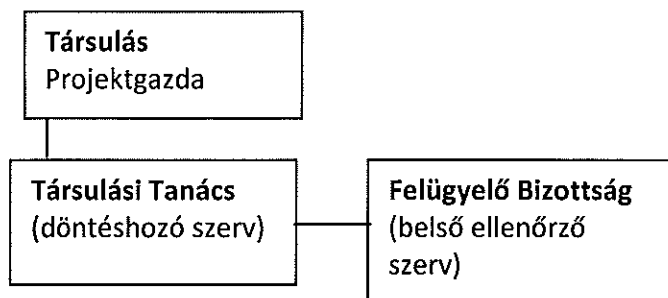 Társulás
Projektgazda
Társulási Tanács
(döntéshozó szerv)
Felügyelő Bizottság
(belső ellenőrző
szerv)